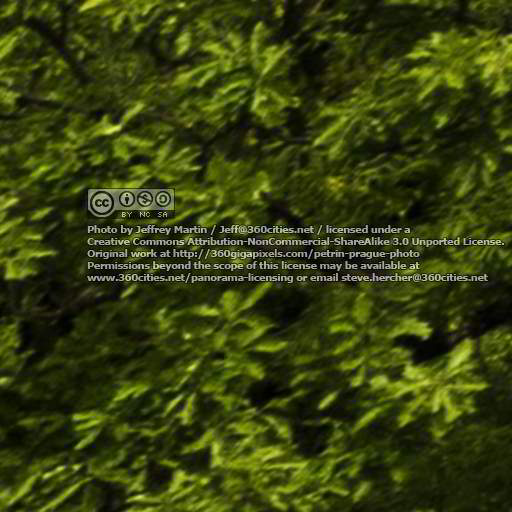 cc BY NC SA
Photo by Jeffrey Martin / Jeff@360cities.net / licensed under a
Creative Commons Attribution-NonCommercial-ShareAlike 3.0 Unported License.
Original work at http://360gigapixels.com/petrin-prague-photo
Permissions beyond the scope of this license may be available at
www.360cities.net/panorama-licensing or email steve.hercher@360cities.net